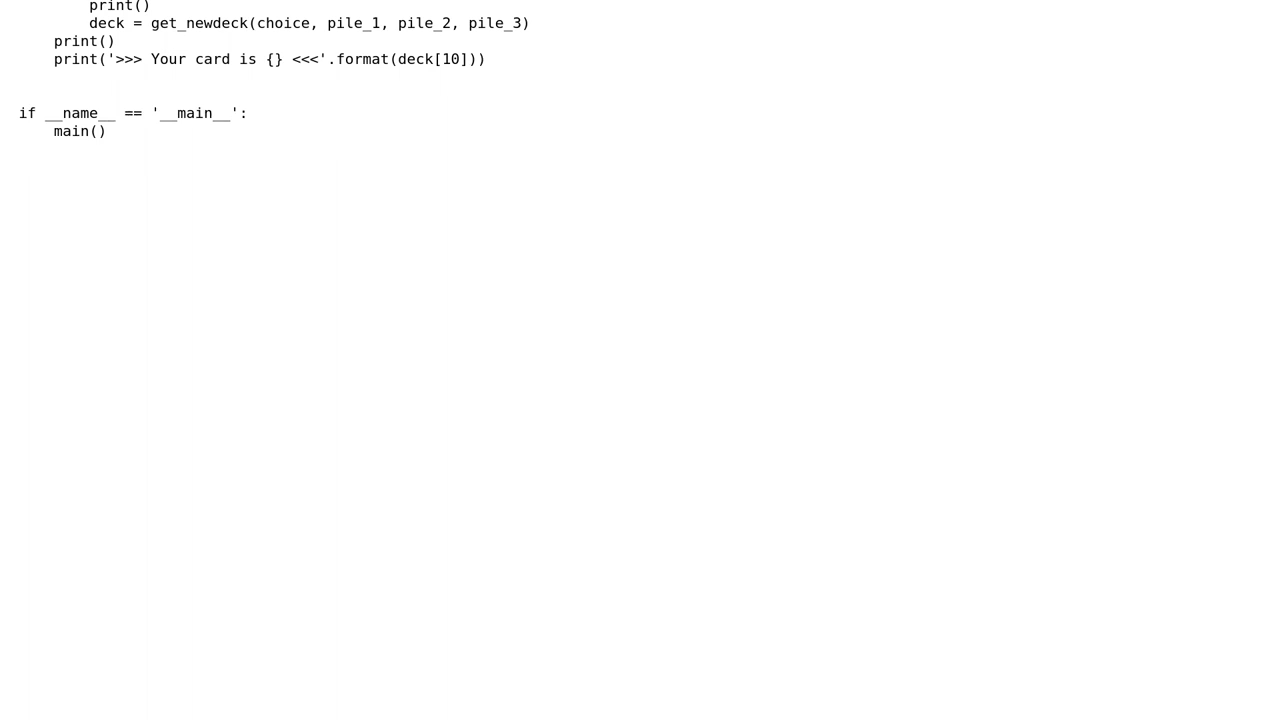 print()
        deck = get_newdeck(choice, pile_1, pile_2, pile_3)
    print()
    print('>>> Your card is {} <<<'.format(deck[10]))


if __name__ == '__main__':
    main()